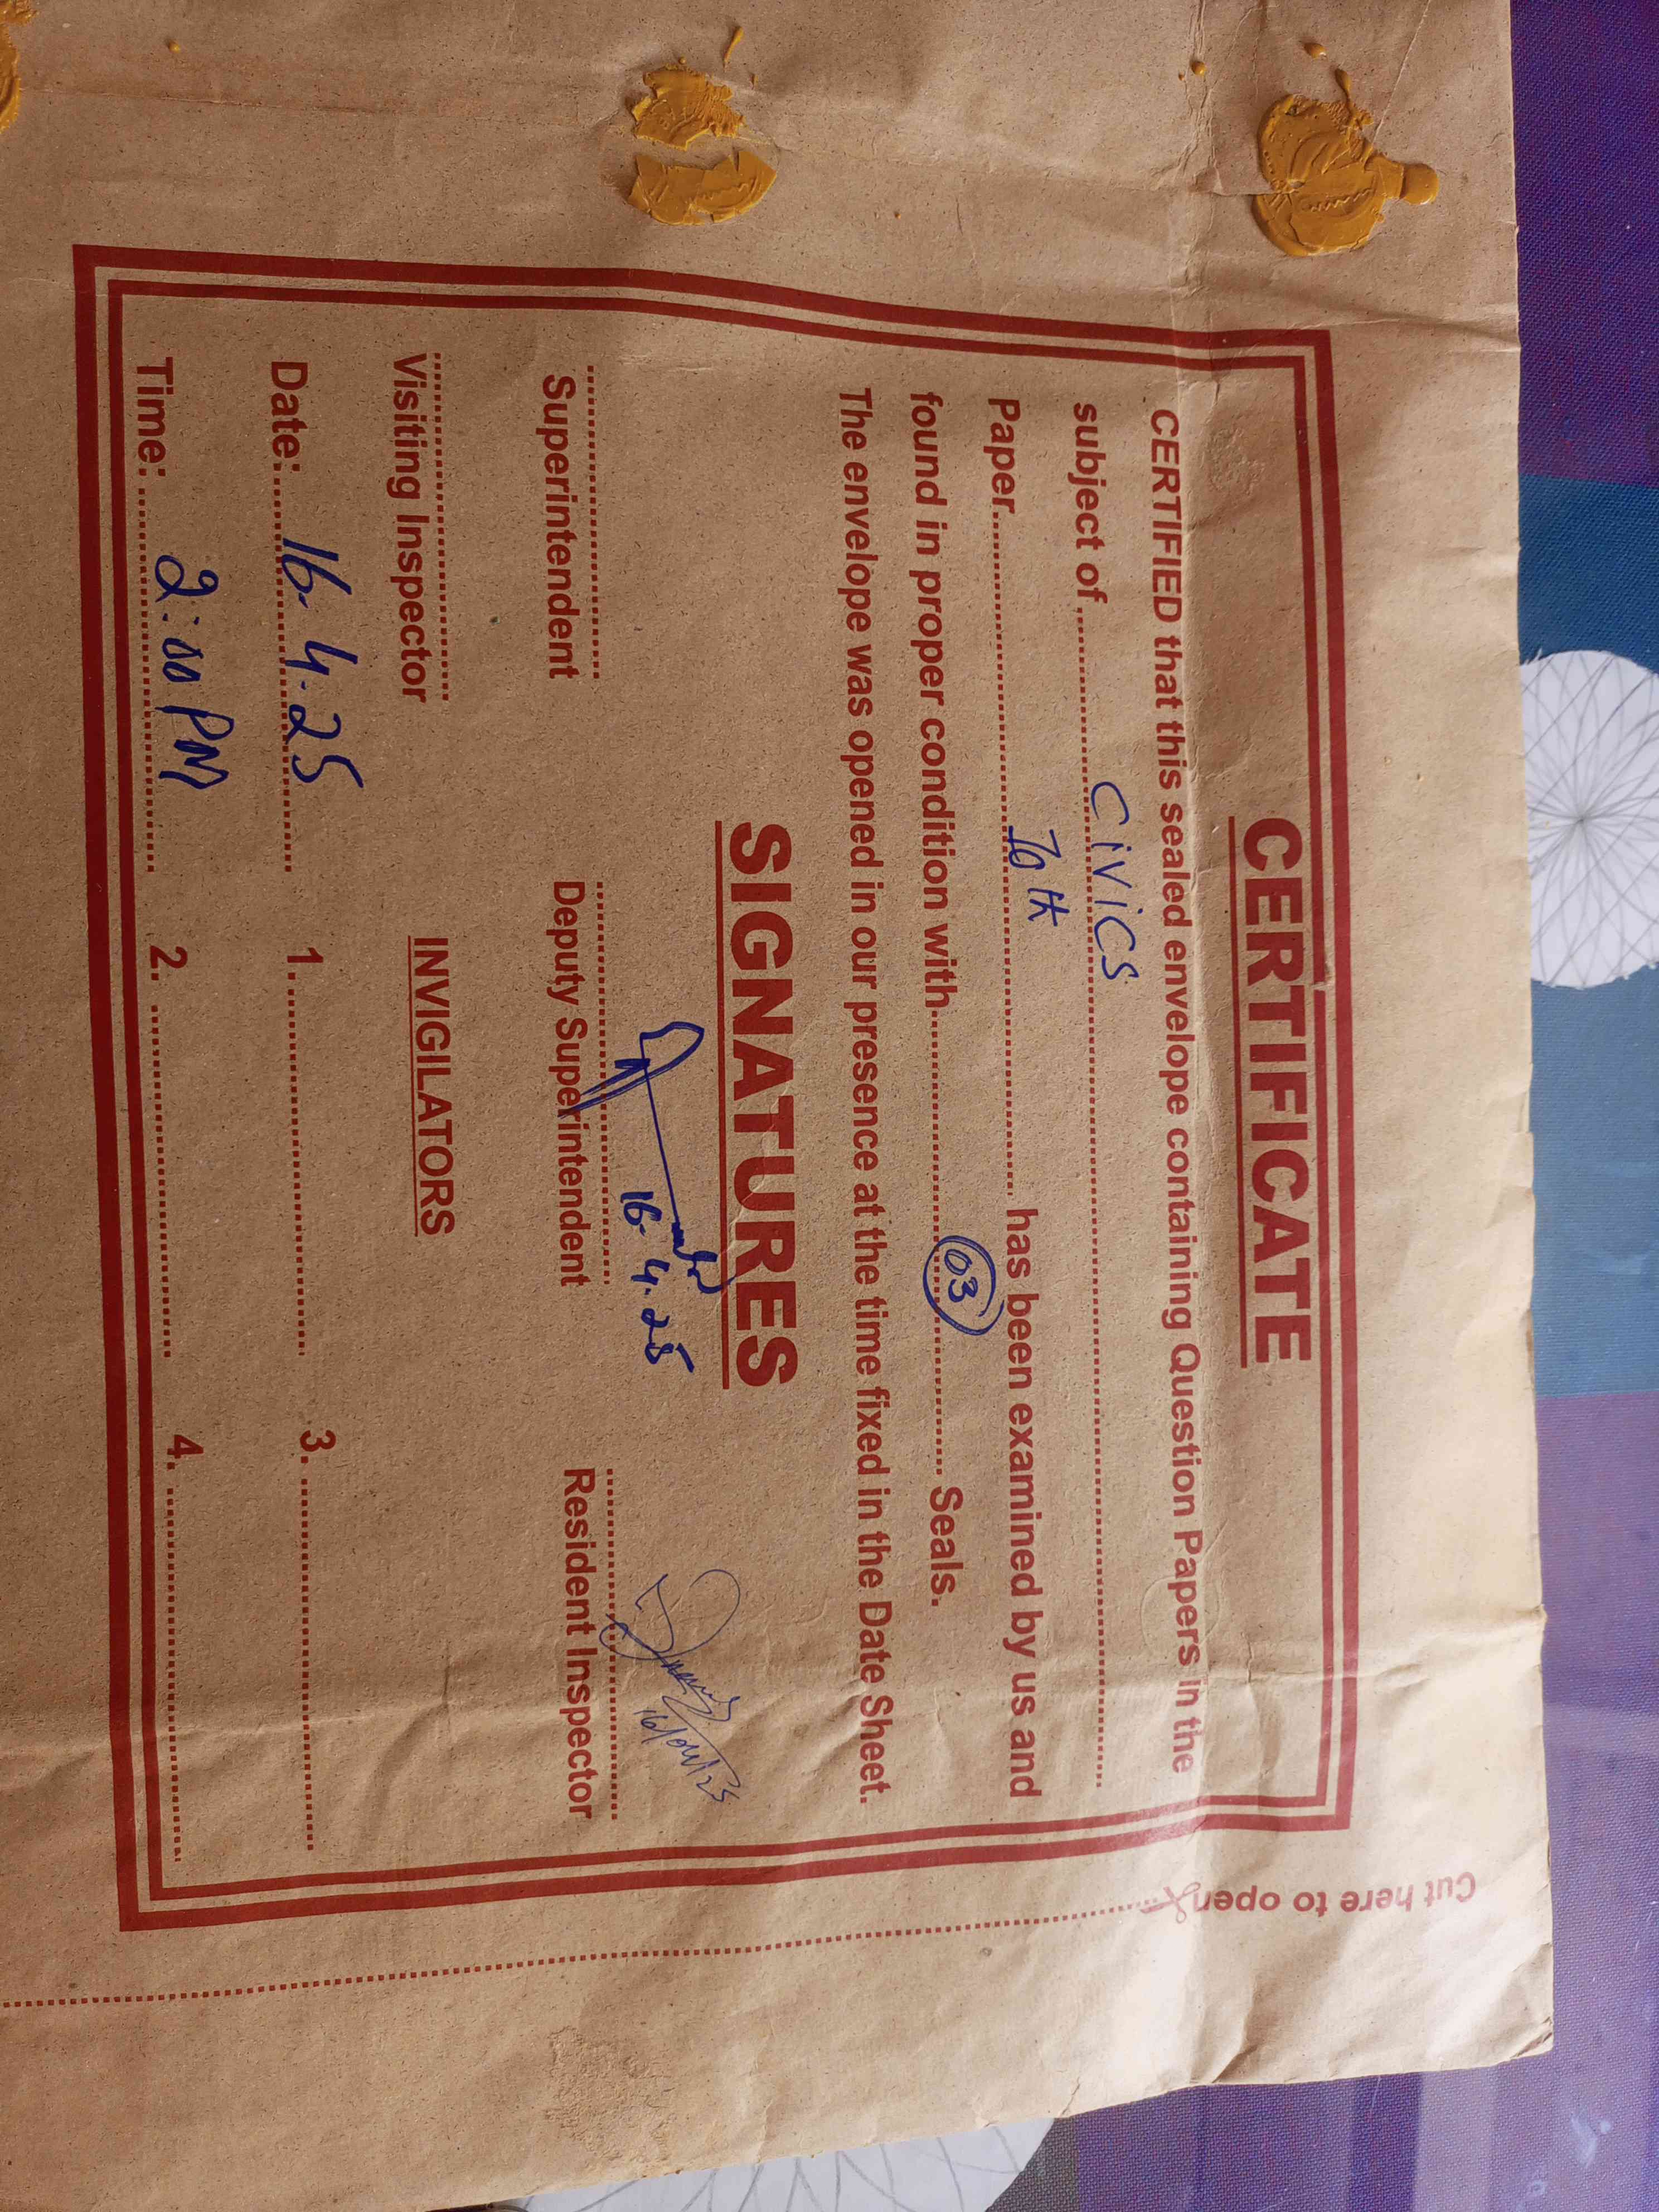 CERTIFICATE
CERTIFIED that this sealed envelope containing Question Papers in the
subject of ........ CIVICS ........
Paper........ 10th ........ has been examined by us and
found in proper condition with........ 03 ........ Seals.
The envelope was opened in our presence at the time fixed in the Date Sheet.
SIGNATURES
16-4-25
16/04/25
Superintendent Deputy Superintendent Resident Inspector
Visiting Inspector INVIGILATORS
Date: 16-4-25 1. ........ 3. ........
Time: 2:00 PM 2. ........ 4. ........
Cut here to open